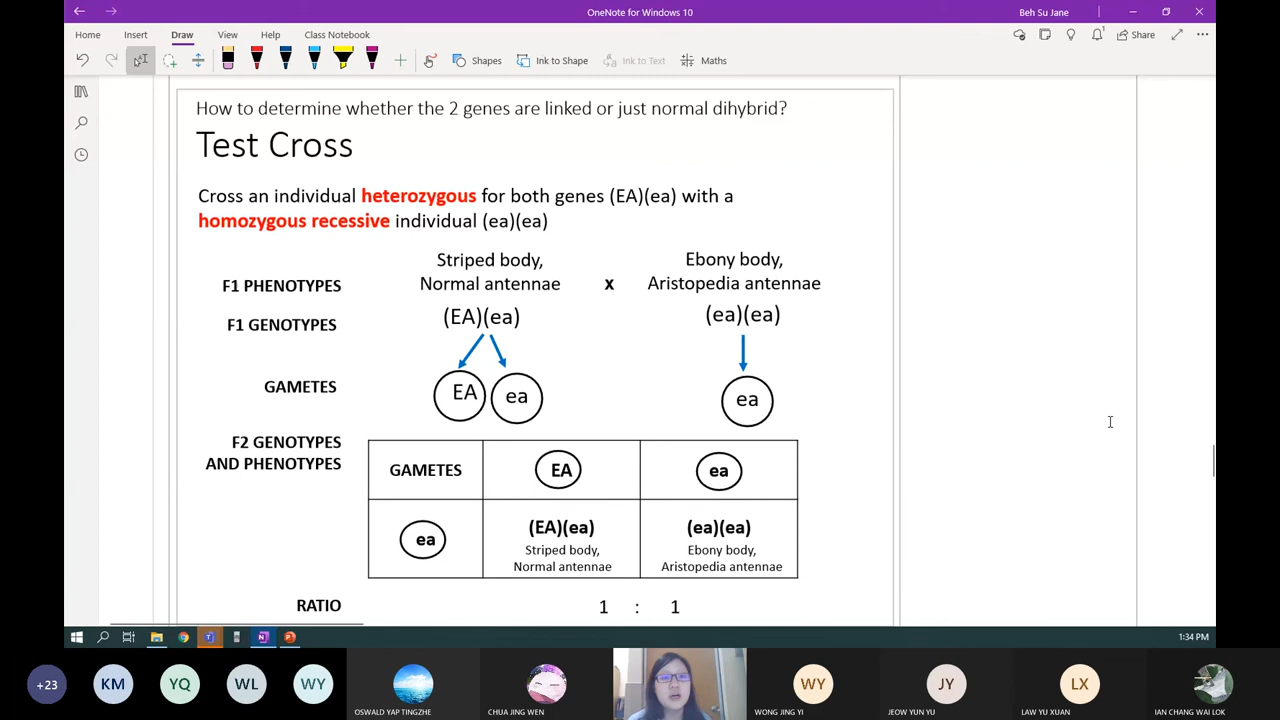 OneNote for Windows 10
Beh Su Jane
Home
Insert
Draw
View
Help
Class Notebook
Share
Shapes
Ink to Shape
Ink to Text
Maths
How to determine whether the 2 genes are linked or just normal dihybrid?
Test Cross
Cross an individual heterozygous for both genes (EA)(ea) with a
homozygous recessive individual (ea)(ea)
F1 PHENOTYPES
Striped body,
Normal antennae
x
Ebony body,
Aristopedia antennae
F1 GENOTYPES
(EA)(ea)
(ea)(ea)
GAMETES
EA
ea
ea
F2 GENOTYPES
AND PHENOTYPES
GAMETES
EA
ea
ea
(EA)(ea)
Striped body,
Normal antennae
(ea)(ea)
Ebony body,
Aristopedia antennae
RATIO
1 : 1
1:34 PM
+23
KM
YQ
WL
WY
OSWALD YAP TINGZHE
CHUA JING WEN
WY
WONG JING YI
JY
JEOW YUN YU
LX
LAW YU XUAN
IAN CHANG WAI LOK